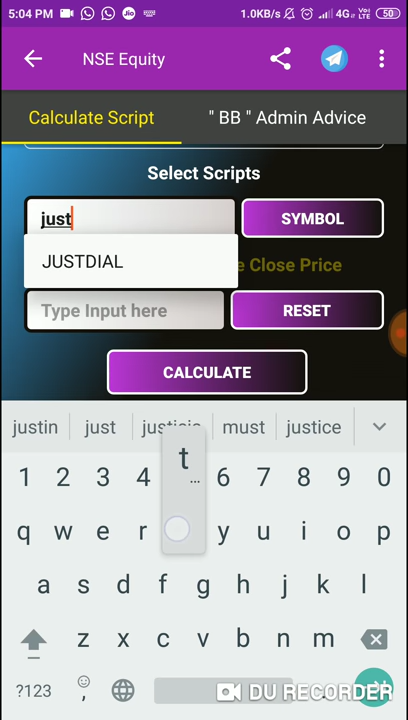 5:04 PM 1.0KB/s 4G Vo LTE 50
NSE Equity
Calculate Script " BB " Admin Advice
Select Scripts
just SYMBOL
JUSTDIAL
e Close Price
Type Input here RESET
CALCULATE
justin just must justice
t
...
1 2 3 4 6 7 8 9 0
q w e r y u i o p
a s d f g h j k l
z x c v b n m
?123 , DU RECORDER